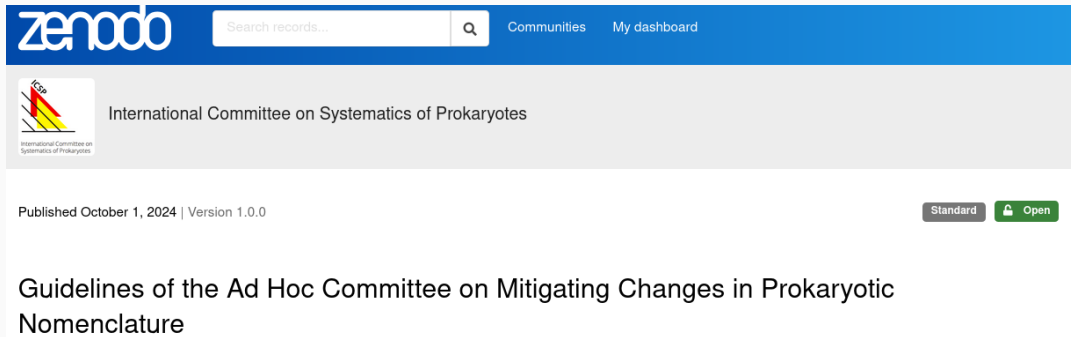 zenodo
Search records...
Communities
My dashboard
ICSP
International Committee on
Systematics of Prokaryotes
International Committee on Systematics of Prokaryotes
Published October 1, 2024 | Version 1.0.0
Standard
Open
Guidelines of the Ad Hoc Committee on Mitigating Changes in Prokaryotic
Nomenclature